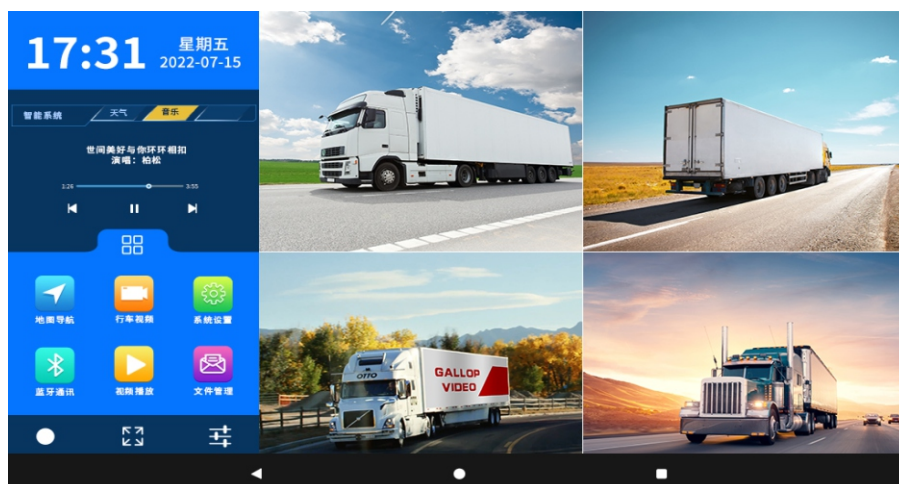 17:31
星期五
2022-07-15
智能系统
天气
音乐
世间美好与你环环相扣
演唱：柏松
1:26
3:55
地图导航
行车视频
系统设置
蓝牙通讯
视频播放
文件管理
OTTO
GALLOP
VIDEO